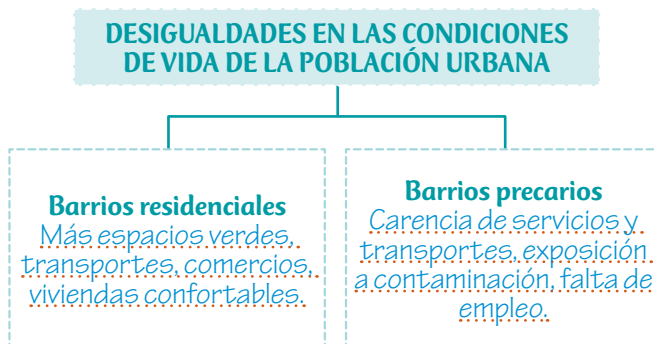 DESIGUALDADES EN LAS CONDICIONES
DE VIDA DE LA POBLACIÓN URBANA
Barrios residenciales
Más espacios verdes,
transportes, comercios,
viviendas confortables.
Barrios precarios
Carencia de servicios y
transportes, exposición
a contaminación, falta de
empleo.